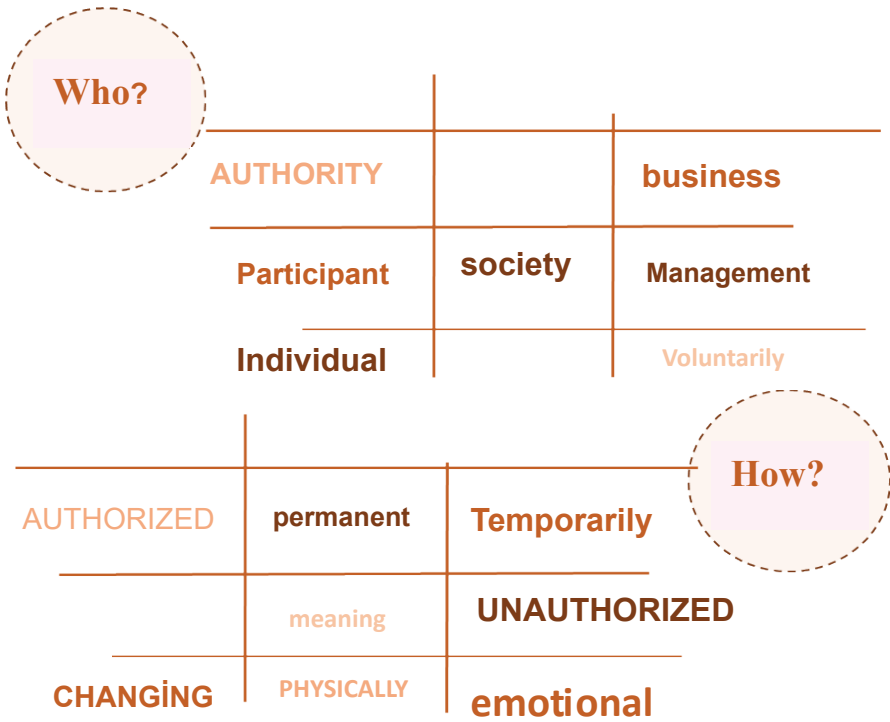 Who?
AUTHORITY business
Participant society Management
Individual Voluntarily
How?
AUTHORIZED permanent Temporarily
meaning UNAUTHORIZED
CHANGİNG PHYSICALLY emotional